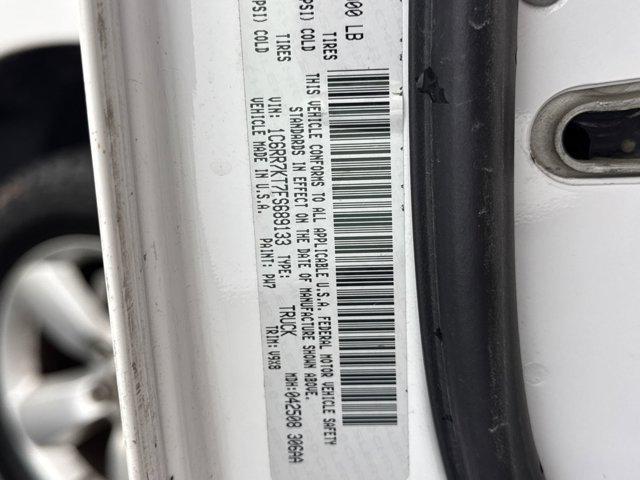 00 LB
TIRES
PSI) COLD
THIS VEHICLE CONFORMS TO ALL APPLICABLE U.S.A. FEDERAL MOTOR VEHICLE SAFETY
STANDARDS IN EFFECT ON THE DATE OF MANUFACTURE SHOWN ABOVE.
VIN: 1C6RR7KT7FS689133 TYPE: TRUCK MDH:042508 306AA
VEHICLE MADE IN U.S.A. PAINT: PW7 TRIM: V9X8
TIRES
PSI) COLD